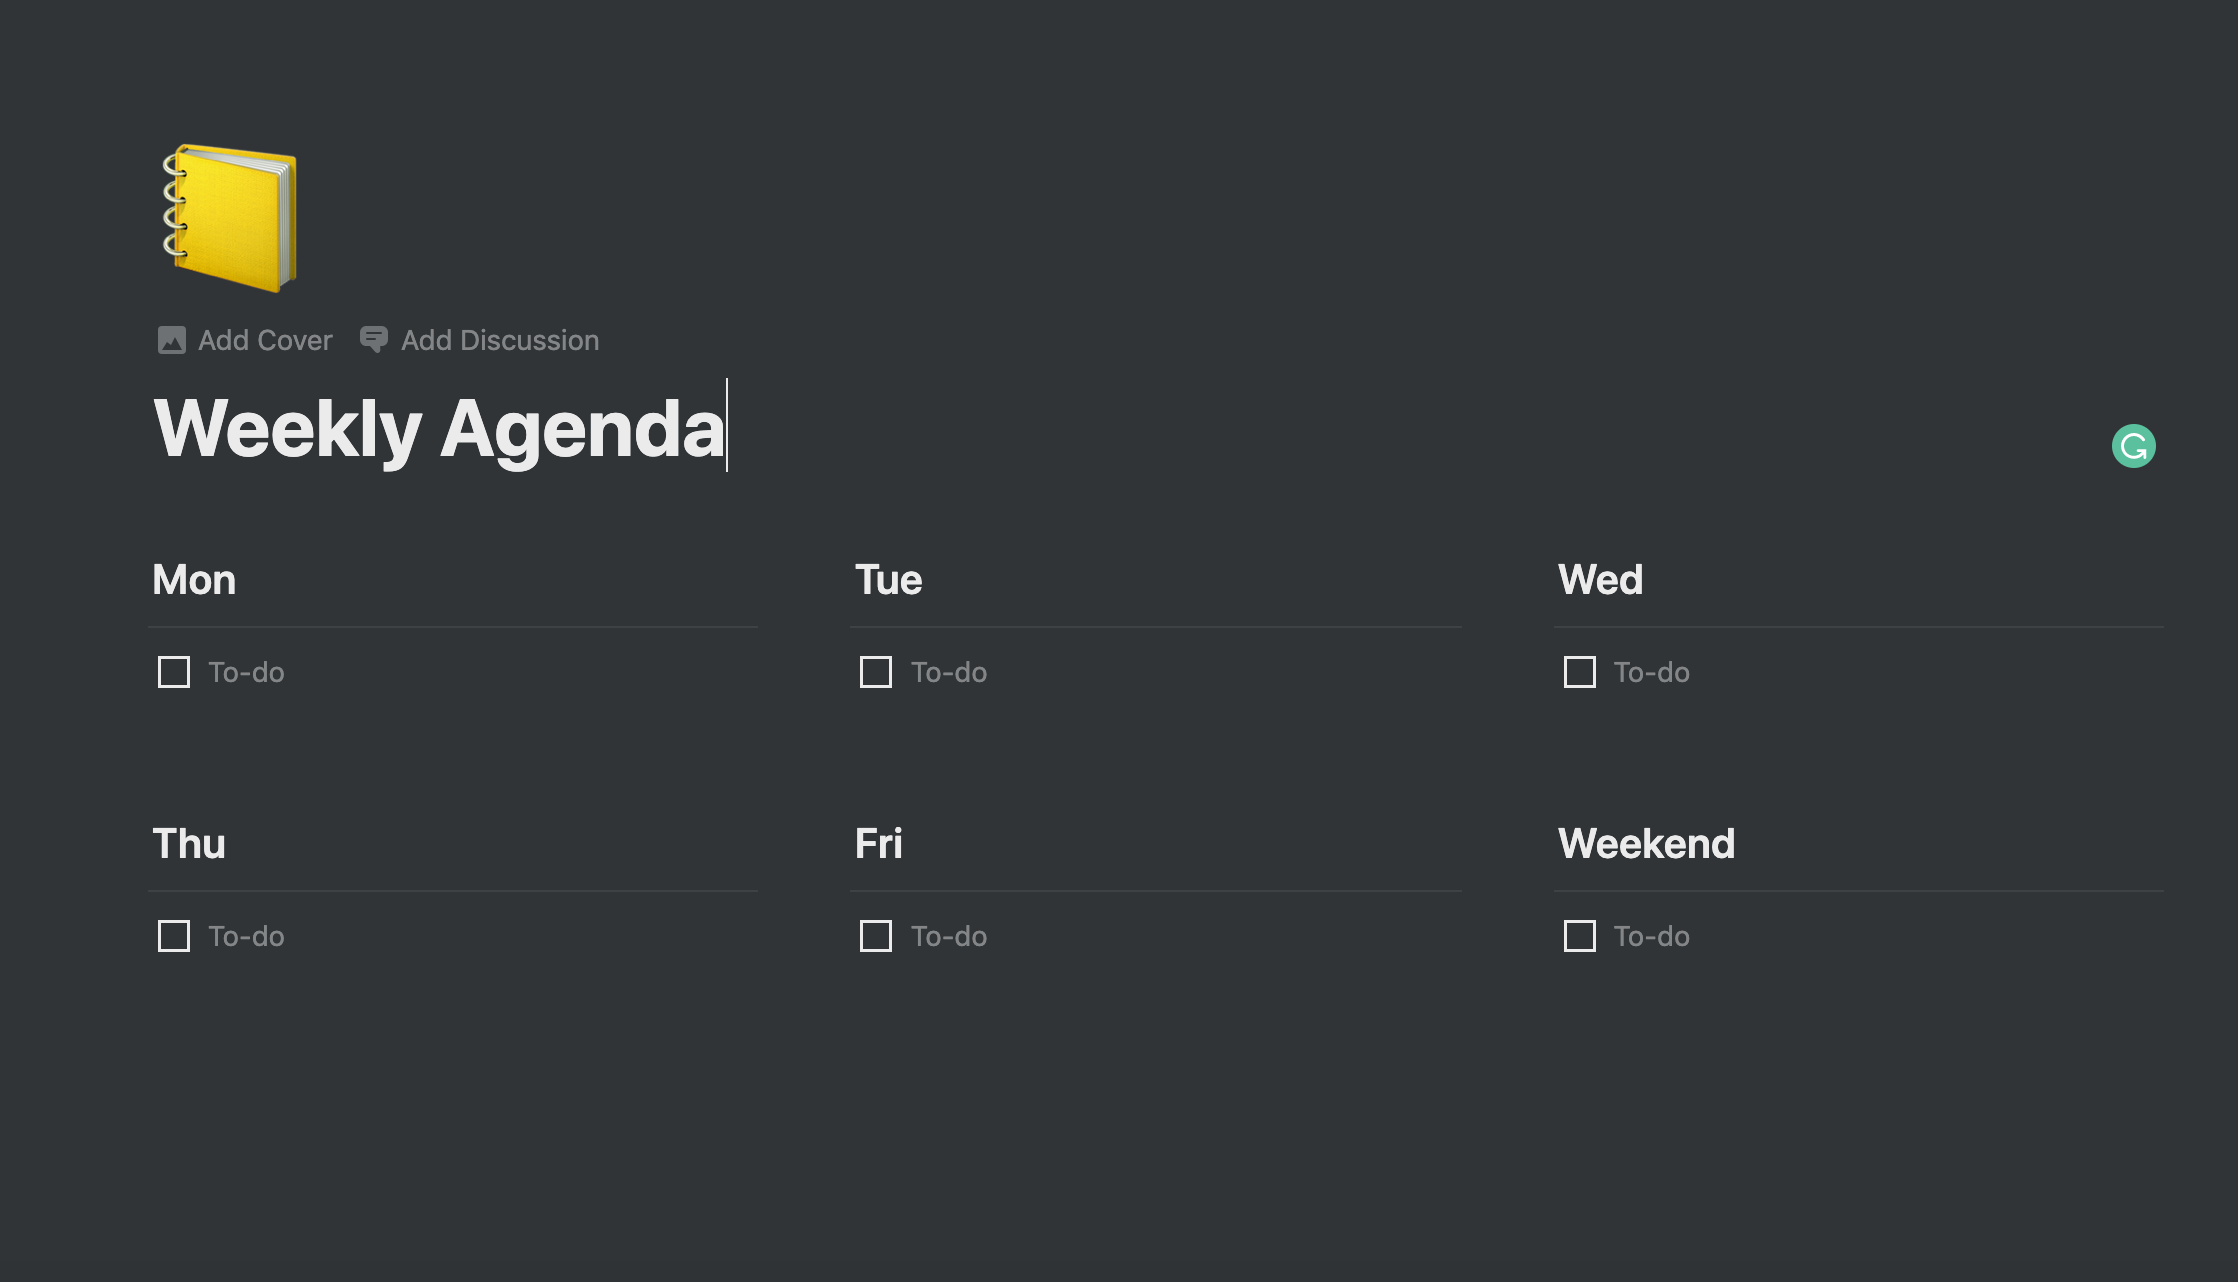 Add Cover Add Discussion
Weekly Agenda
Mon Tue Wed
To-do To-do To-do
Thu Fri Weekend
To-do To-do To-do